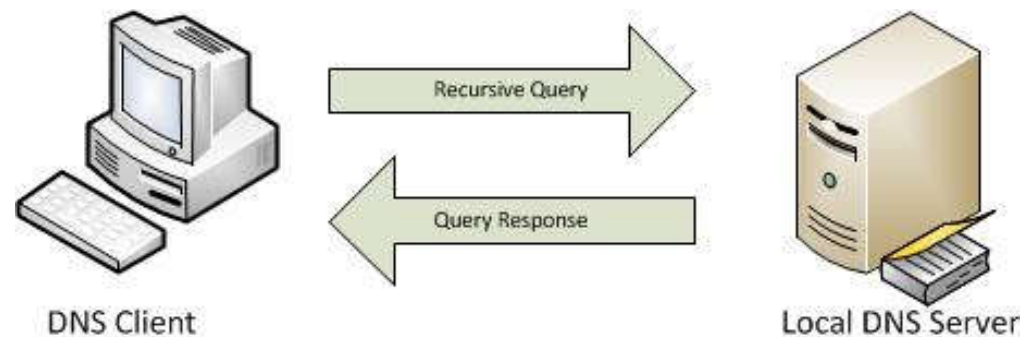 Recursive Query
Query Response
DNS Client
Local DNS Server